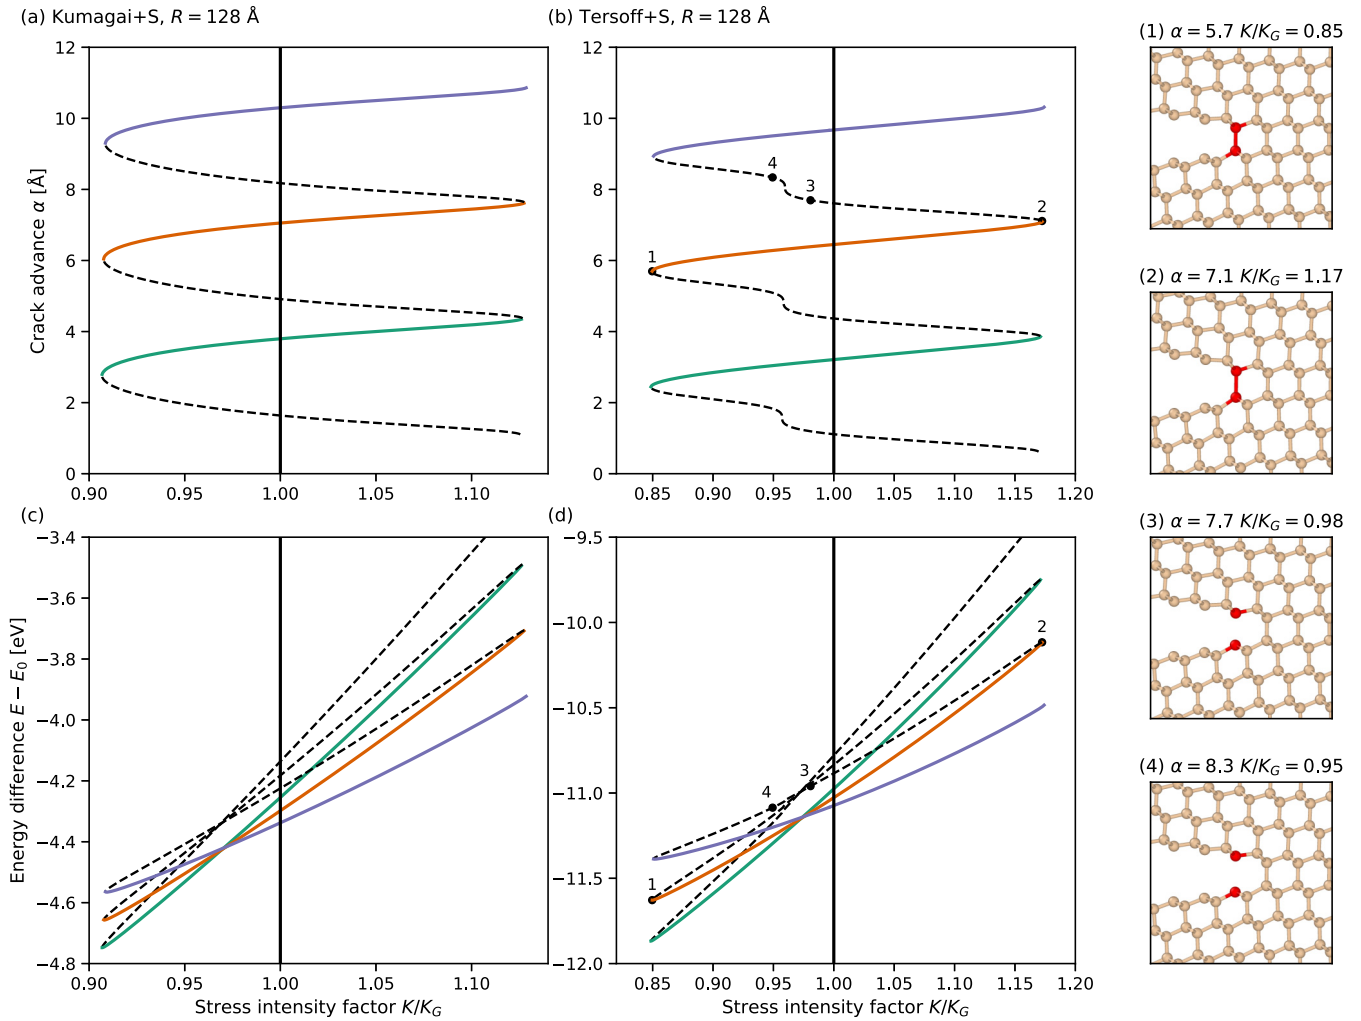 (a) Kumagai+S, R = 128 Å
(b) Tersoff+S, R = 128 Å
(1) α = 5.7 K/K_G = 0.85
12
10
8
6
4
2
0
Crack advance α [Å]
0.90 0.95 1.00 1.05 1.10
12
10
8
6
4
2
0
4
3
2
1
0.85 0.90 0.95 1.00 1.05 1.10 1.15 1.20
(2) α = 7.1 K/K_G = 1.17
(3) α = 7.7 K/K_G = 0.98
(4) α = 8.3 K/K_G = 0.95
(c)
−3.4
−3.6
−3.8
−4.0
−4.2
−4.4
−4.6
−4.8
Energy difference E − E₀ [eV]
0.90 0.95 1.00 1.05 1.10
Stress intensity factor K/K_G
(d)
−9.5
−10.0
−10.5
−11.0
−11.5
−12.0
2
3
4
1
0.85 0.90 0.95 1.00 1.05 1.10 1.15 1.20
Stress intensity factor K/K_G